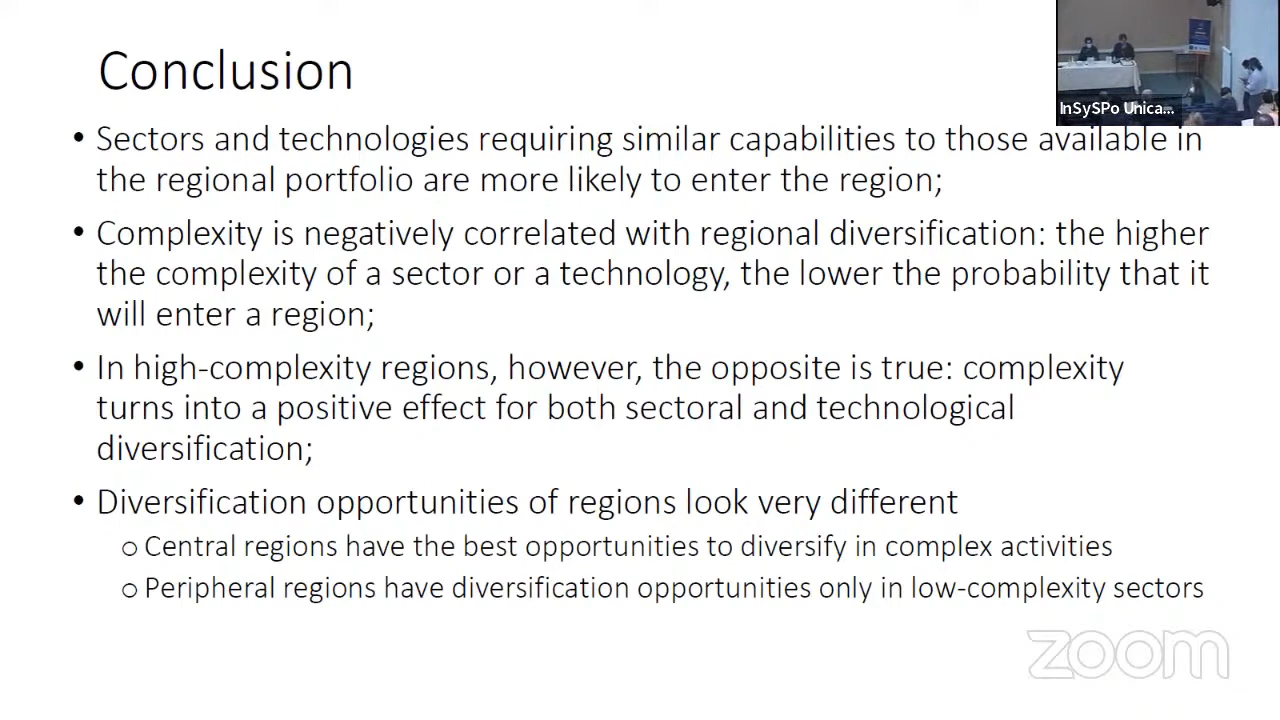 Conclusion
InSySPo Unica...
• Sectors and technologies requiring similar capabilities to those available in
the regional portfolio are more likely to enter the region;
• Complexity is negatively correlated with regional diversification: the higher
the complexity of a sector or a technology, the lower the probability that it
will enter a region;
• In high-complexity regions, however, the opposite is true: complexity
turns into a positive effect for both sectoral and technological
diversification;
• Diversification opportunities of regions look very different
o Central regions have the best opportunities to diversify in complex activities
o Peripheral regions have diversification opportunities only in low-complexity sectors
zoom